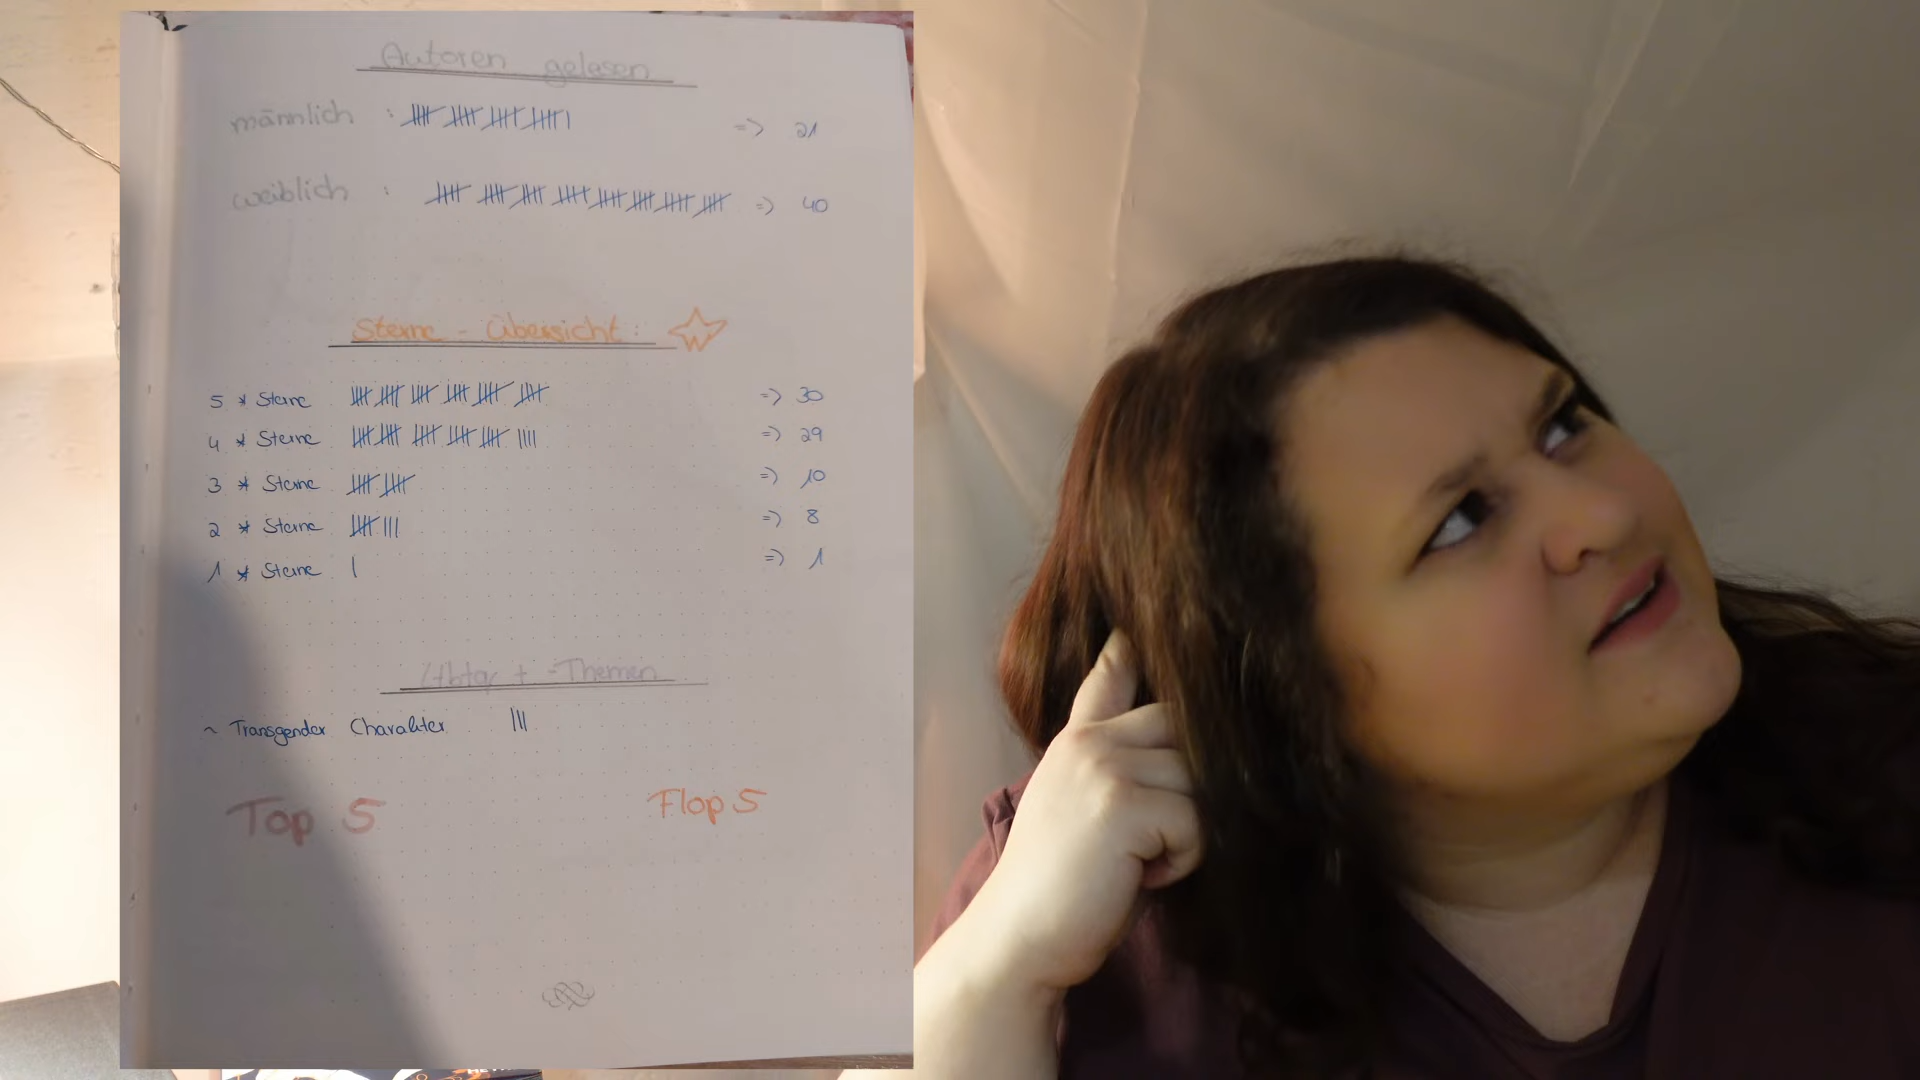 Autoren gelesen
männlich : => 21
weiblich : => 40
Sterne - Übersicht:
5 * Sterne => 30
4 * Sterne => 29
3 * Sterne => 10
2 * Sterne => 8
1 * Sterne => 1
+ -Themen
~ Transgender Charakter
Top 5
Flop 5